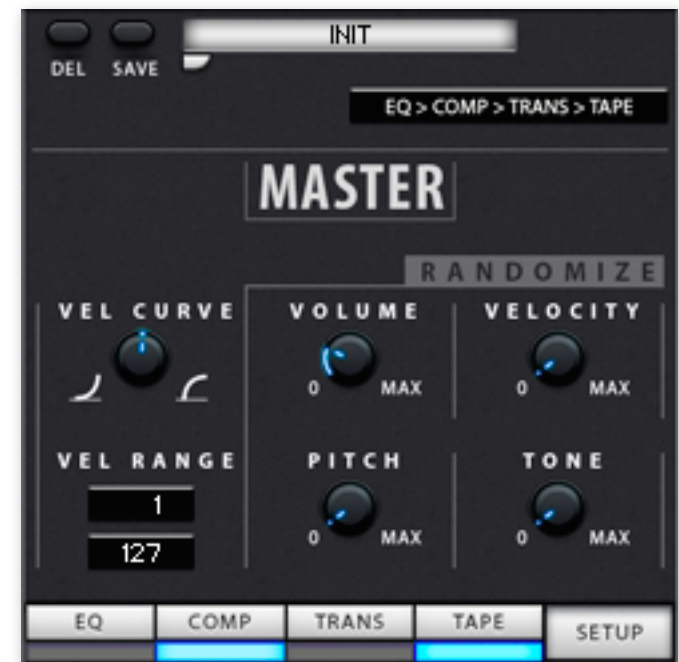 INIT
DEL SAVE
EQ > COMP > TRANS > TAPE
MASTER
RANDOMIZE
VEL CURVE
VOLUME
VELOCITY
0 MAX
0 MAX
VEL RANGE
1
127
PITCH
TONE
0 MAX
0 MAX
EQ COMP TRANS TAPE SETUP